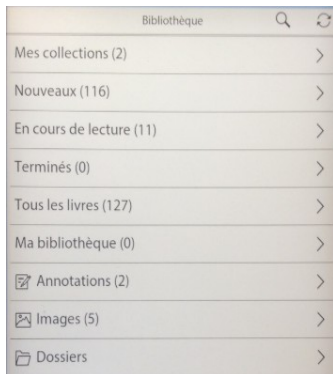 Bibliothèque
Mes collections (2)
Nouveaux (116)
En cours de lecture (11)
Terminés (0)
Tous les livres (127)
Ma bibliothèque (0)
Annotations (2)
Images (5)
Dossiers